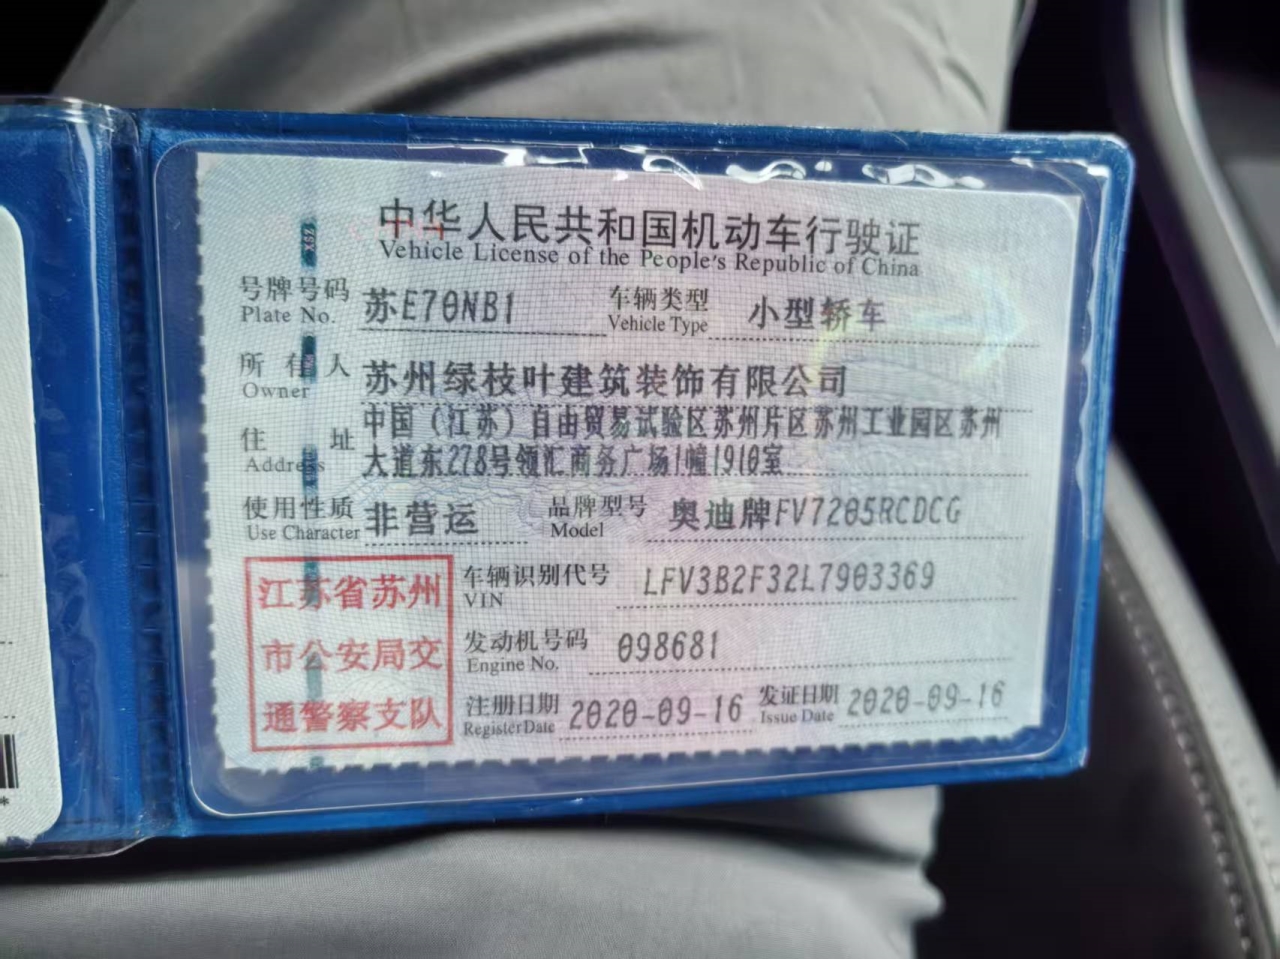 中华人民共和国机动车行驶证
Vehicle License of the People's Republic of China
号牌号码 苏E70NB1 车辆类型 小型轿车
Plate No. Vehicle Type
所有人 苏州绿枝叶建筑装饰有限公司
Owner
住址 中国（江苏）自由贸易试验区苏州片区苏州工业园区苏州
Address 大道东278号领汇商务广场1幢1910室
使用性质 非营运 品牌型号 奥迪牌FV7205RCDCG
Use Character Model
江苏省苏州
市公安局交
通警察支队
车辆识别代号 LFV3B2F32L7903369
VIN
发动机号码 098681
Engine No.
注册日期 2020-09-16 发证日期 2020-09-16
Register Date Issue Date